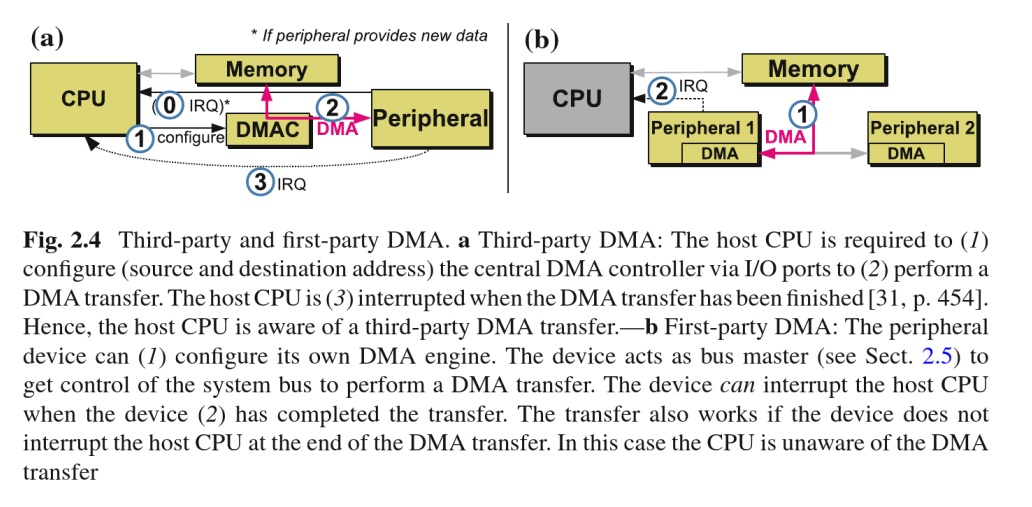 (a)
* If peripheral provides new data
Memory
CPU
(0 IRQ)*
2
Peripheral
DMAC
DMA
1 configure
3 IRQ
(b)
Memory
CPU
2 IRQ
1
Peripheral 1
DMA
Peripheral 2
DMA
DMA
Fig. 2.4 Third-party and first-party DMA. a Third-party DMA: The host CPU is required to (1)
configure (source and destination address) the central DMA controller via I/O ports to (2) perform a
DMA transfer. The host CPU is (3) interrupted when the DMA transfer has been finished [31, p. 454].
Hence, the host CPU is aware of a third-party DMA transfer.—b First-party DMA: The peripheral
device can (1) configure its own DMA engine. The device acts as bus master (see Sect. 2.5) to
get control of the system bus to perform a DMA transfer. The device can interrupt the host CPU
when the device (2) has completed the transfer. The transfer also works if the device does not
interrupt the host CPU at the end of the DMA transfer. In this case the CPU is unaware of the DMA
transfer